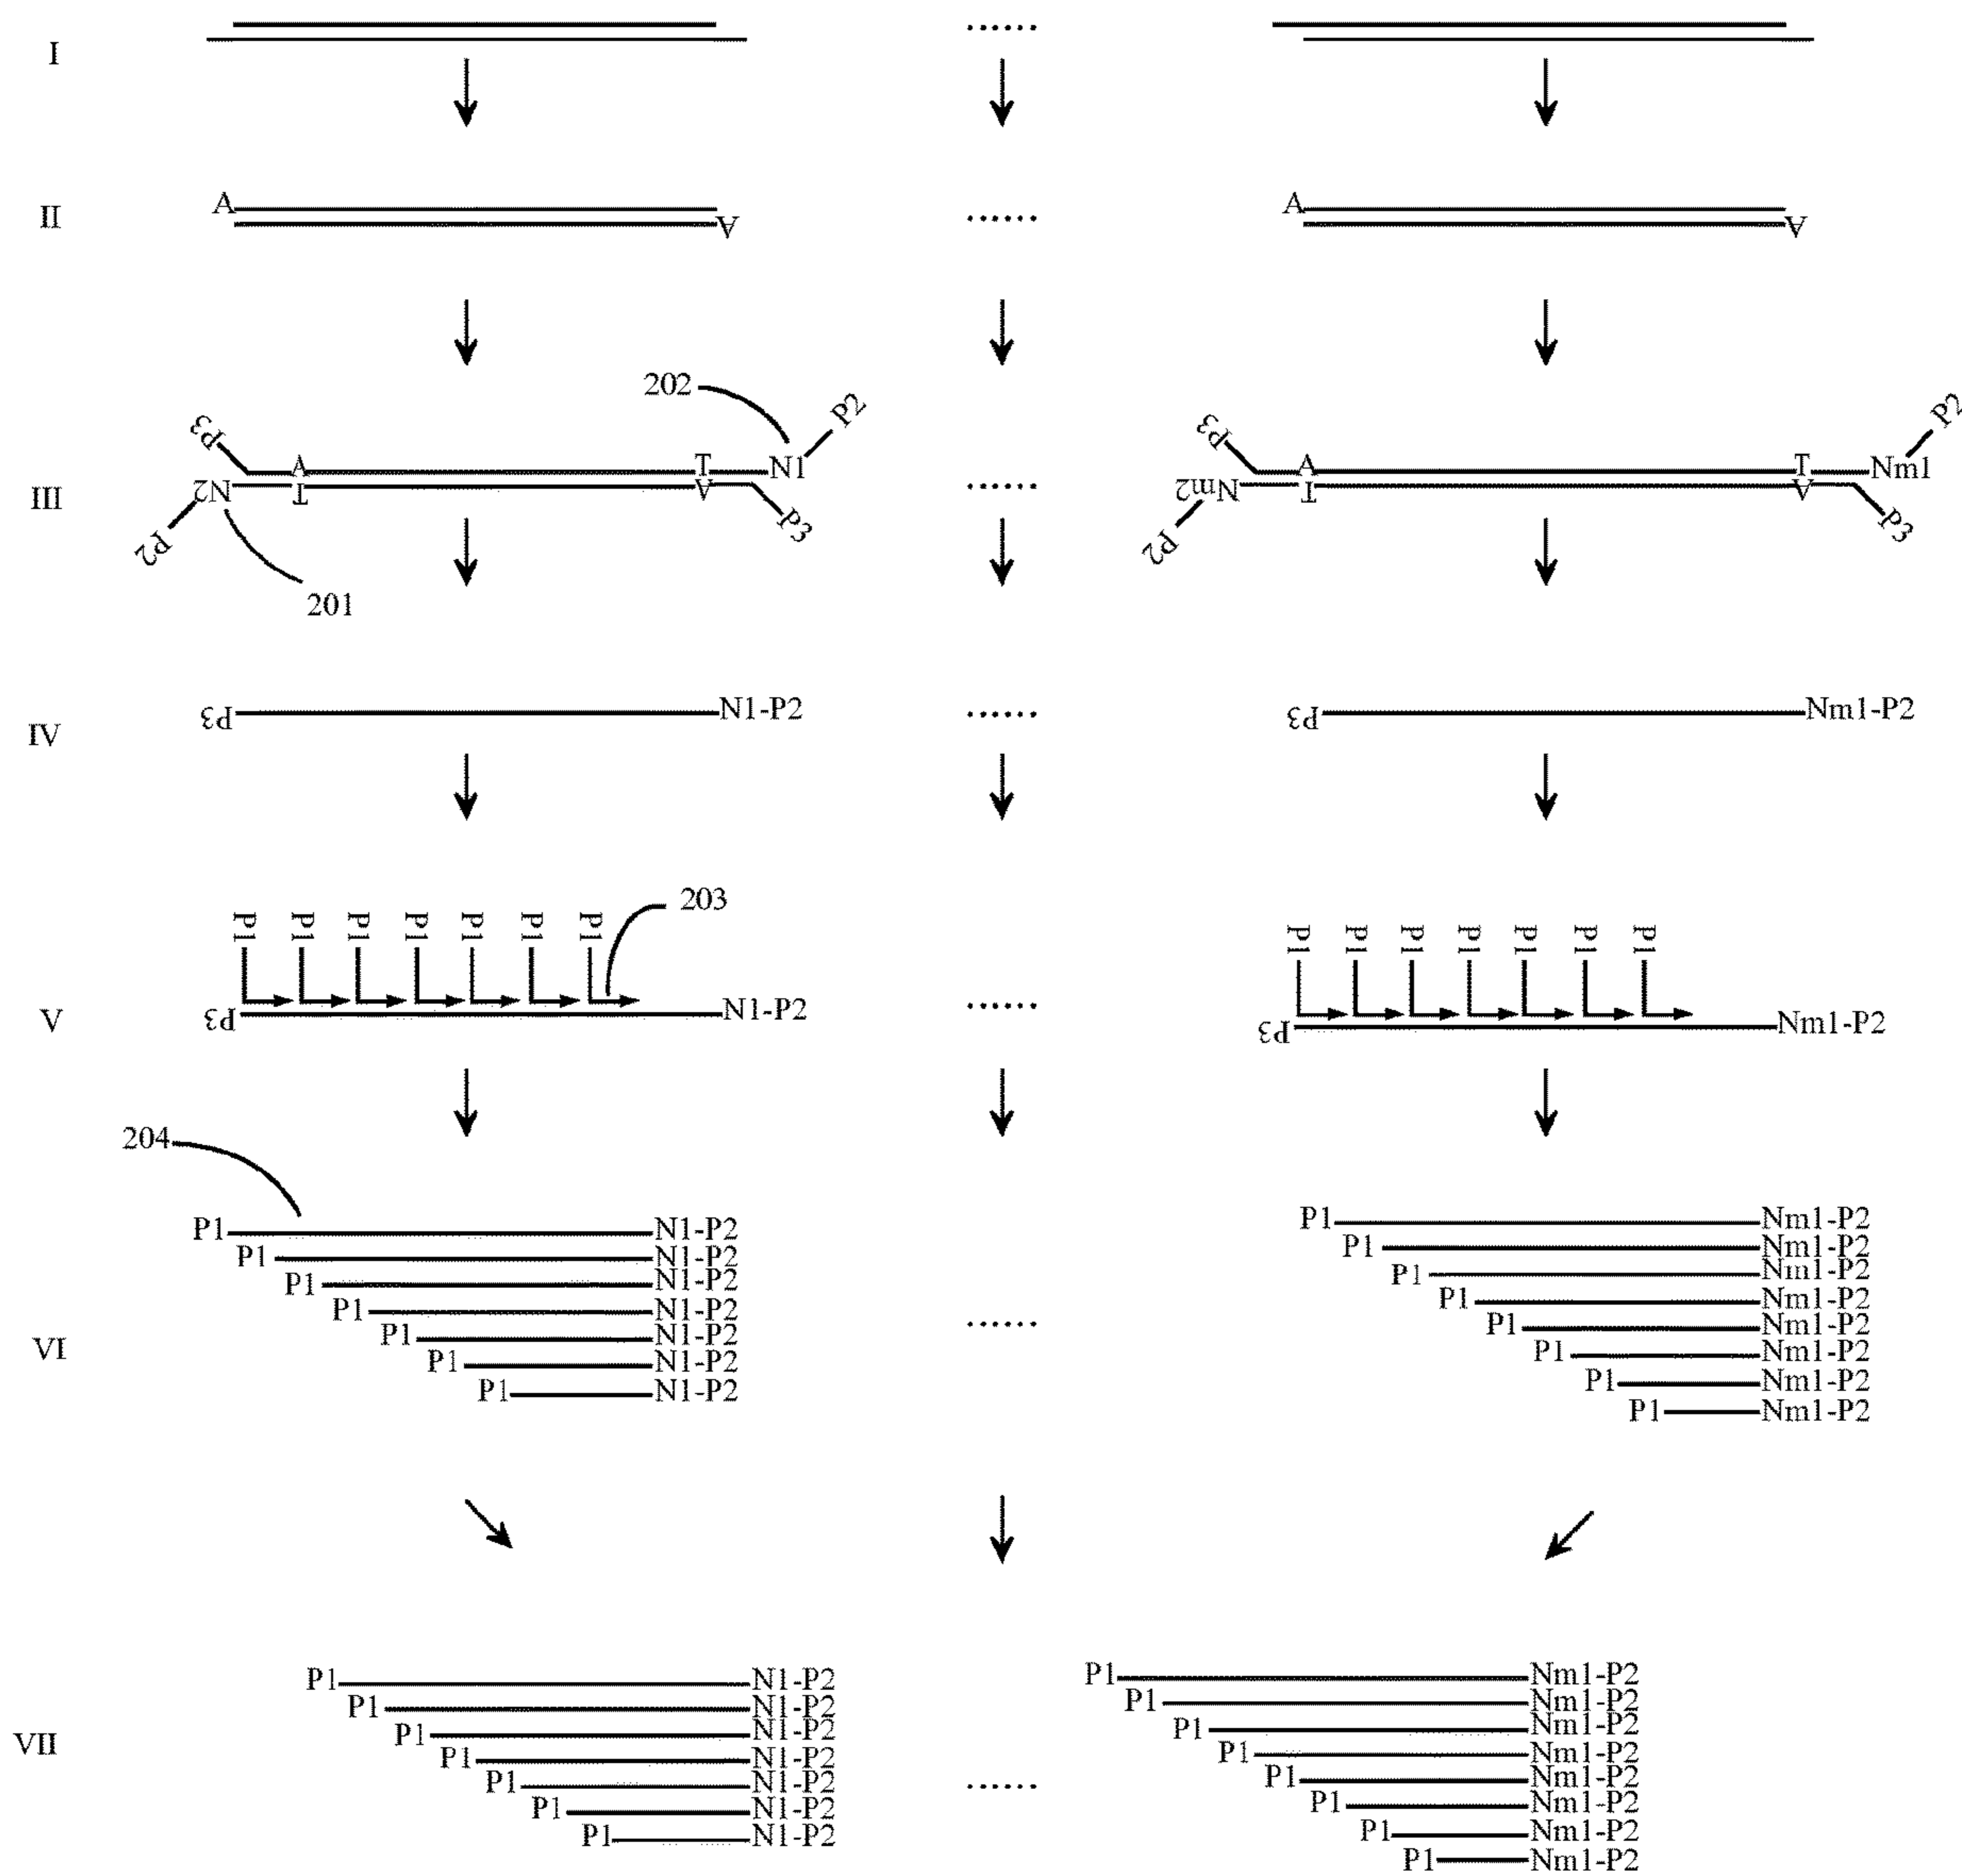 I ......
II A A ...... A A
202
P3 A T N1 P2 ...... P3 A T Nm1 P2
III N2 T A P3 ...... Nm2 T A P3
P2 P2
201
IV P3 N1-P2 ...... P3 Nm1-P2
203
P1 P1 P1 P1 P1 P1 P1 P1 P1 P1 P1 P1 P1 P1
V P3 N1-P2 ...... P3 Nm1-P2
204
P1 N1-P2 P1 Nm1-P2
P1 N1-P2 P1 Nm1-P2
P1 N1-P2 P1 Nm1-P2
P1 N1-P2 P1 Nm1-P2
VI P1 N1-P2 ...... P1 Nm1-P2
P1 N1-P2 P1 Nm1-P2
P1 N1-P2 P1 Nm1-P2
P1 Nm1-P2
P1 N1-P2 P1 Nm1-P2
P1 N1-P2 P1 Nm1-P2
P1 N1-P2 P1 Nm1-P2
VII P1 N1-P2 P1 Nm1-P2
P1 N1-P2 ...... P1 Nm1-P2
P1 N1-P2 P1 Nm1-P2
P1 N1-P2 P1 Nm1-P2
P1 Nm1-P2